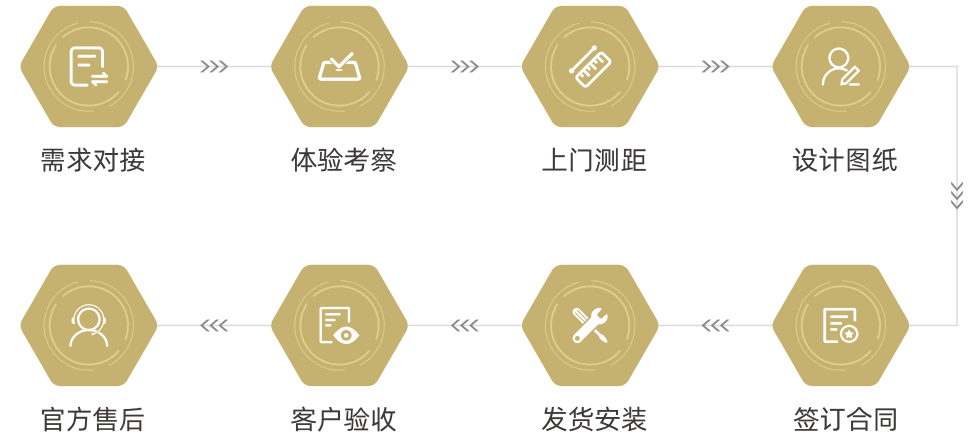 需求对接
体验考察
上门测距
设计图纸
签订合同
发货安装
客户验收
官方售后